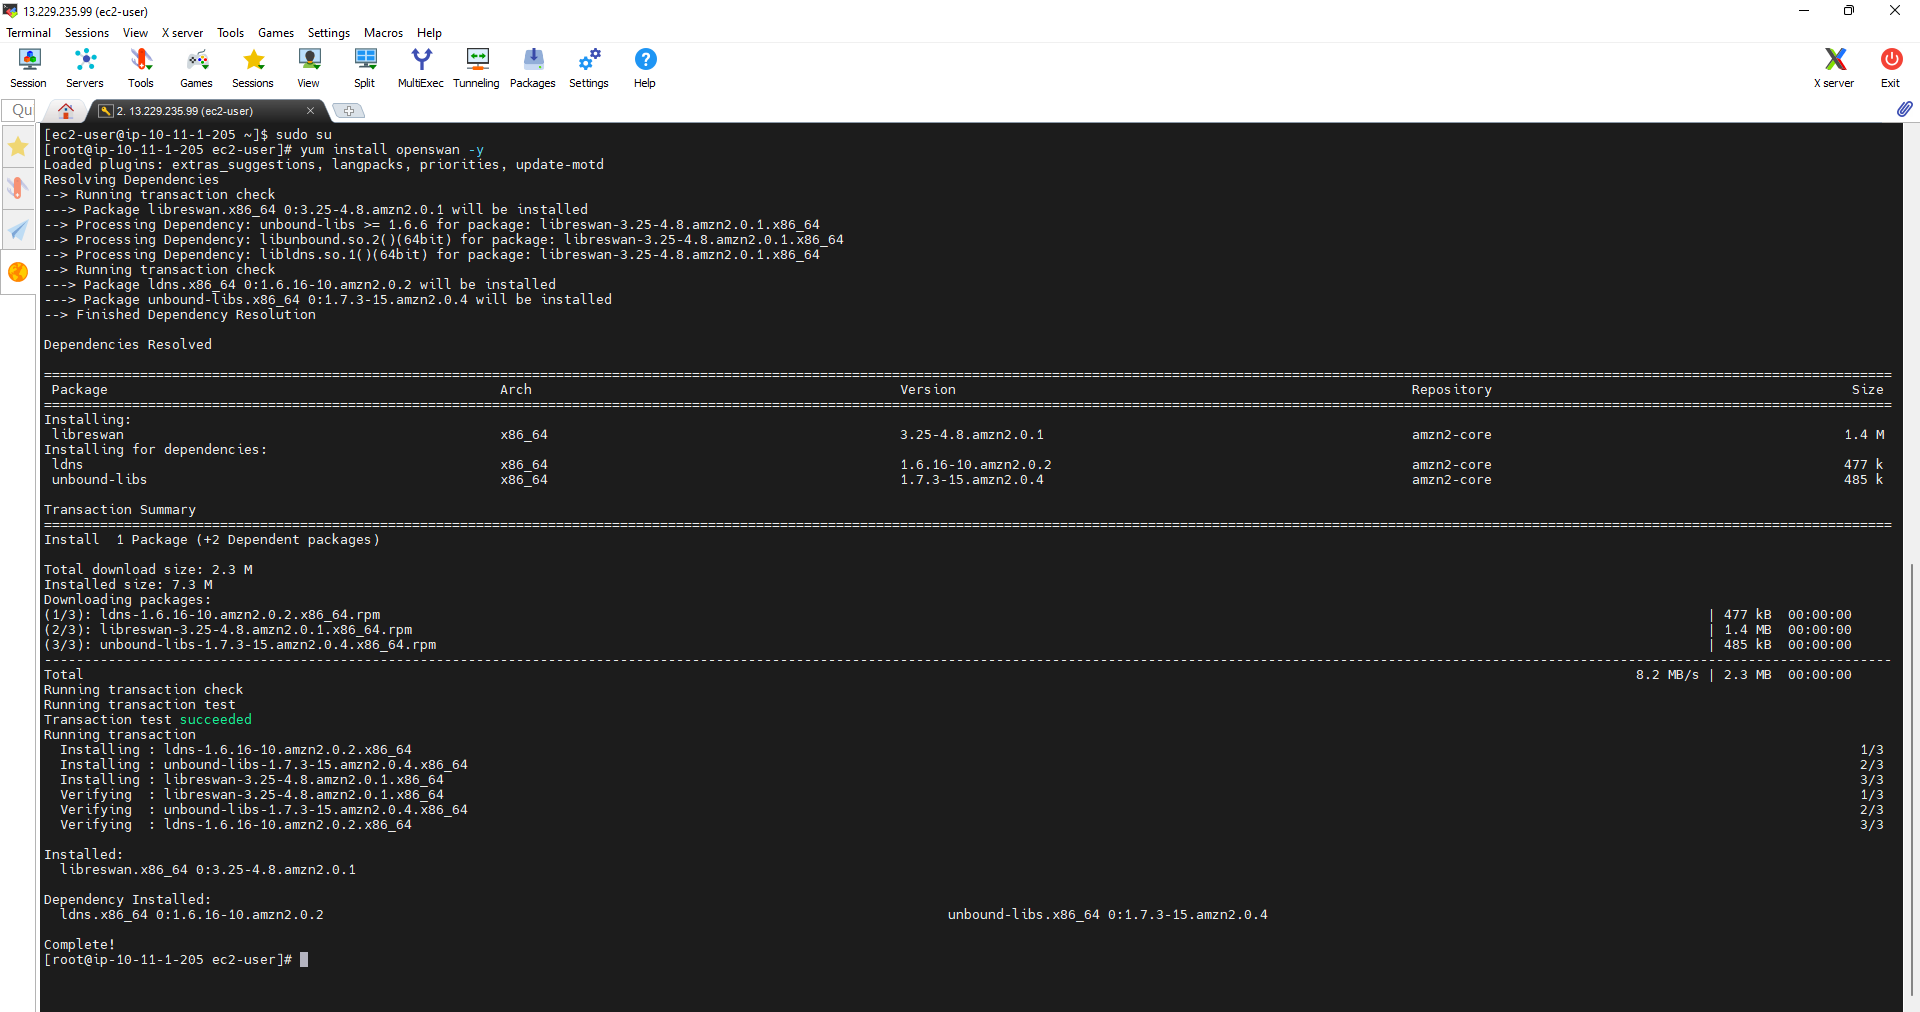 13.229.235.99 (ec2-user)
Terminal Sessions View X server Tools Games Settings Macros Help
Session Servers Tools Games Sessions View Split MultiExec Tunneling Packages Settings Help X server Exit
Qu
2. 13.229.235.99 (ec2-user)
[ec2-user@ip-10-11-1-205 ~]$ sudo su
[root@ip-10-11-1-205 ec2-user]# yum install openswan -y
Loaded plugins: extras_suggestions, langpacks, priorities, update-motd
Resolving Dependencies
--> Running transaction check
---> Package libreswan.x86_64 0:3.25-4.8.amzn2.0.1 will be installed
--> Processing Dependency: unbound-libs >= 1.6.6 for package: libreswan-3.25-4.8.amzn2.0.1.x86_64
--> Processing Dependency: libunbound.so.2()(64bit) for package: libreswan-3.25-4.8.amzn2.0.1.x86_64
--> Processing Dependency: libldns.so.1()(64bit) for package: libreswan-3.25-4.8.amzn2.0.1.x86_64
--> Running transaction check
---> Package ldns.x86_64 0:1.6.16-10.amzn2.0.2 will be installed
---> Package unbound-libs.x86_64 0:1.7.3-15.amzn2.0.4 will be installed
--> Finished Dependency Resolution
Dependencies Resolved
Package Arch Version Repository Size
Installing:
libreswan x86_64 3.25-4.8.amzn2.0.1 amzn2-core 1.4 M
Installing for dependencies:
ldns x86_64 1.6.16-10.amzn2.0.2 amzn2-core 477 k
unbound-libs x86_64 1.7.3-15.amzn2.0.4 amzn2-core 485 k
Transaction Summary
Install 1 Package (+2 Dependent packages)
Total download size: 2.3 M
Installed size: 7.3 M
Downloading packages:
(1/3): ldns-1.6.16-10.amzn2.0.2.x86_64.rpm | 477 kB 00:00:00
(2/3): libreswan-3.25-4.8.amzn2.0.1.x86_64.rpm | 1.4 MB 00:00:00
(3/3): unbound-libs-1.7.3-15.amzn2.0.4.x86_64.rpm | 485 kB 00:00:00
Total 8.2 MB/s | 2.3 MB 00:00:00
Running transaction check
Running transaction test
Transaction test succeeded
Running transaction
Installing : ldns-1.6.16-10.amzn2.0.2.x86_64 1/3
Installing : unbound-libs-1.7.3-15.amzn2.0.4.x86_64 2/3
Installing : libreswan-3.25-4.8.amzn2.0.1.x86_64 3/3
Verifying : libreswan-3.25-4.8.amzn2.0.1.x86_64 1/3
Verifying : unbound-libs-1.7.3-15.amzn2.0.4.x86_64 2/3
Verifying : ldns-1.6.16-10.amzn2.0.2.x86_64 3/3
Installed:
libreswan.x86_64 0:3.25-4.8.amzn2.0.1
Dependency Installed:
ldns.x86_64 0:1.6.16-10.amzn2.0.2 unbound-libs.x86_64 0:1.7.3-15.amzn2.0.4
Complete!
[root@ip-10-11-1-205 ec2-user]#